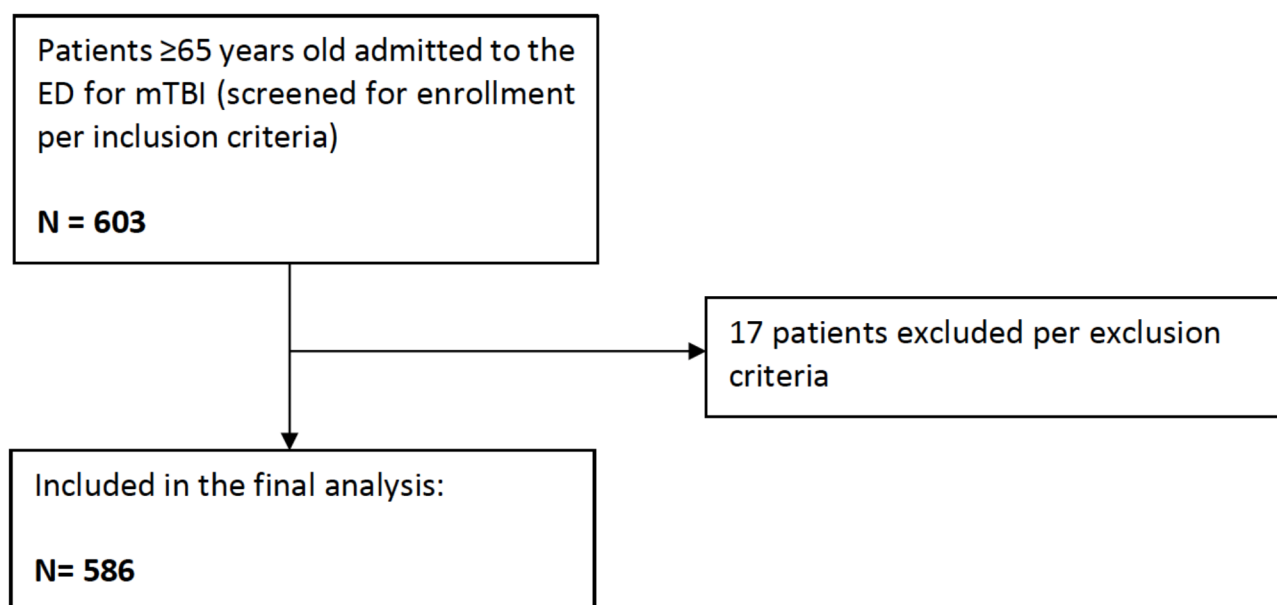 Patients ≥65 years old admitted to the
ED for mTBI (screened for enrollment
per inclusion criteria)
N = 603
17 patients excluded per exclusion
criteria
Included in the final analysis:
N= 586